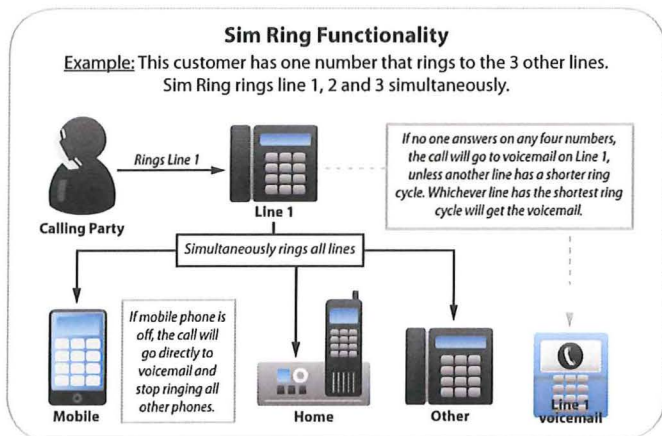 Sim Ring Functionality
Example: This customer has one number that rings to the 3 other lines.
Sim Ring rings line 1, 2 and 3 simultaneously.
Rings Line 1
Calling Party
Line 1
If no one answers on any four numbers,
the call will go to voicemail on Line 1,
unless another line has a shorter ring
cycle. Whichever line has the shortest ring
cycle will get the voicemail.
Simultaneously rings all lines
Mobile
If mobile phone is
off, the call will
go directly to
voicemail and
stop ringing all
other phones.
Home
Other
Line 1
voicemail